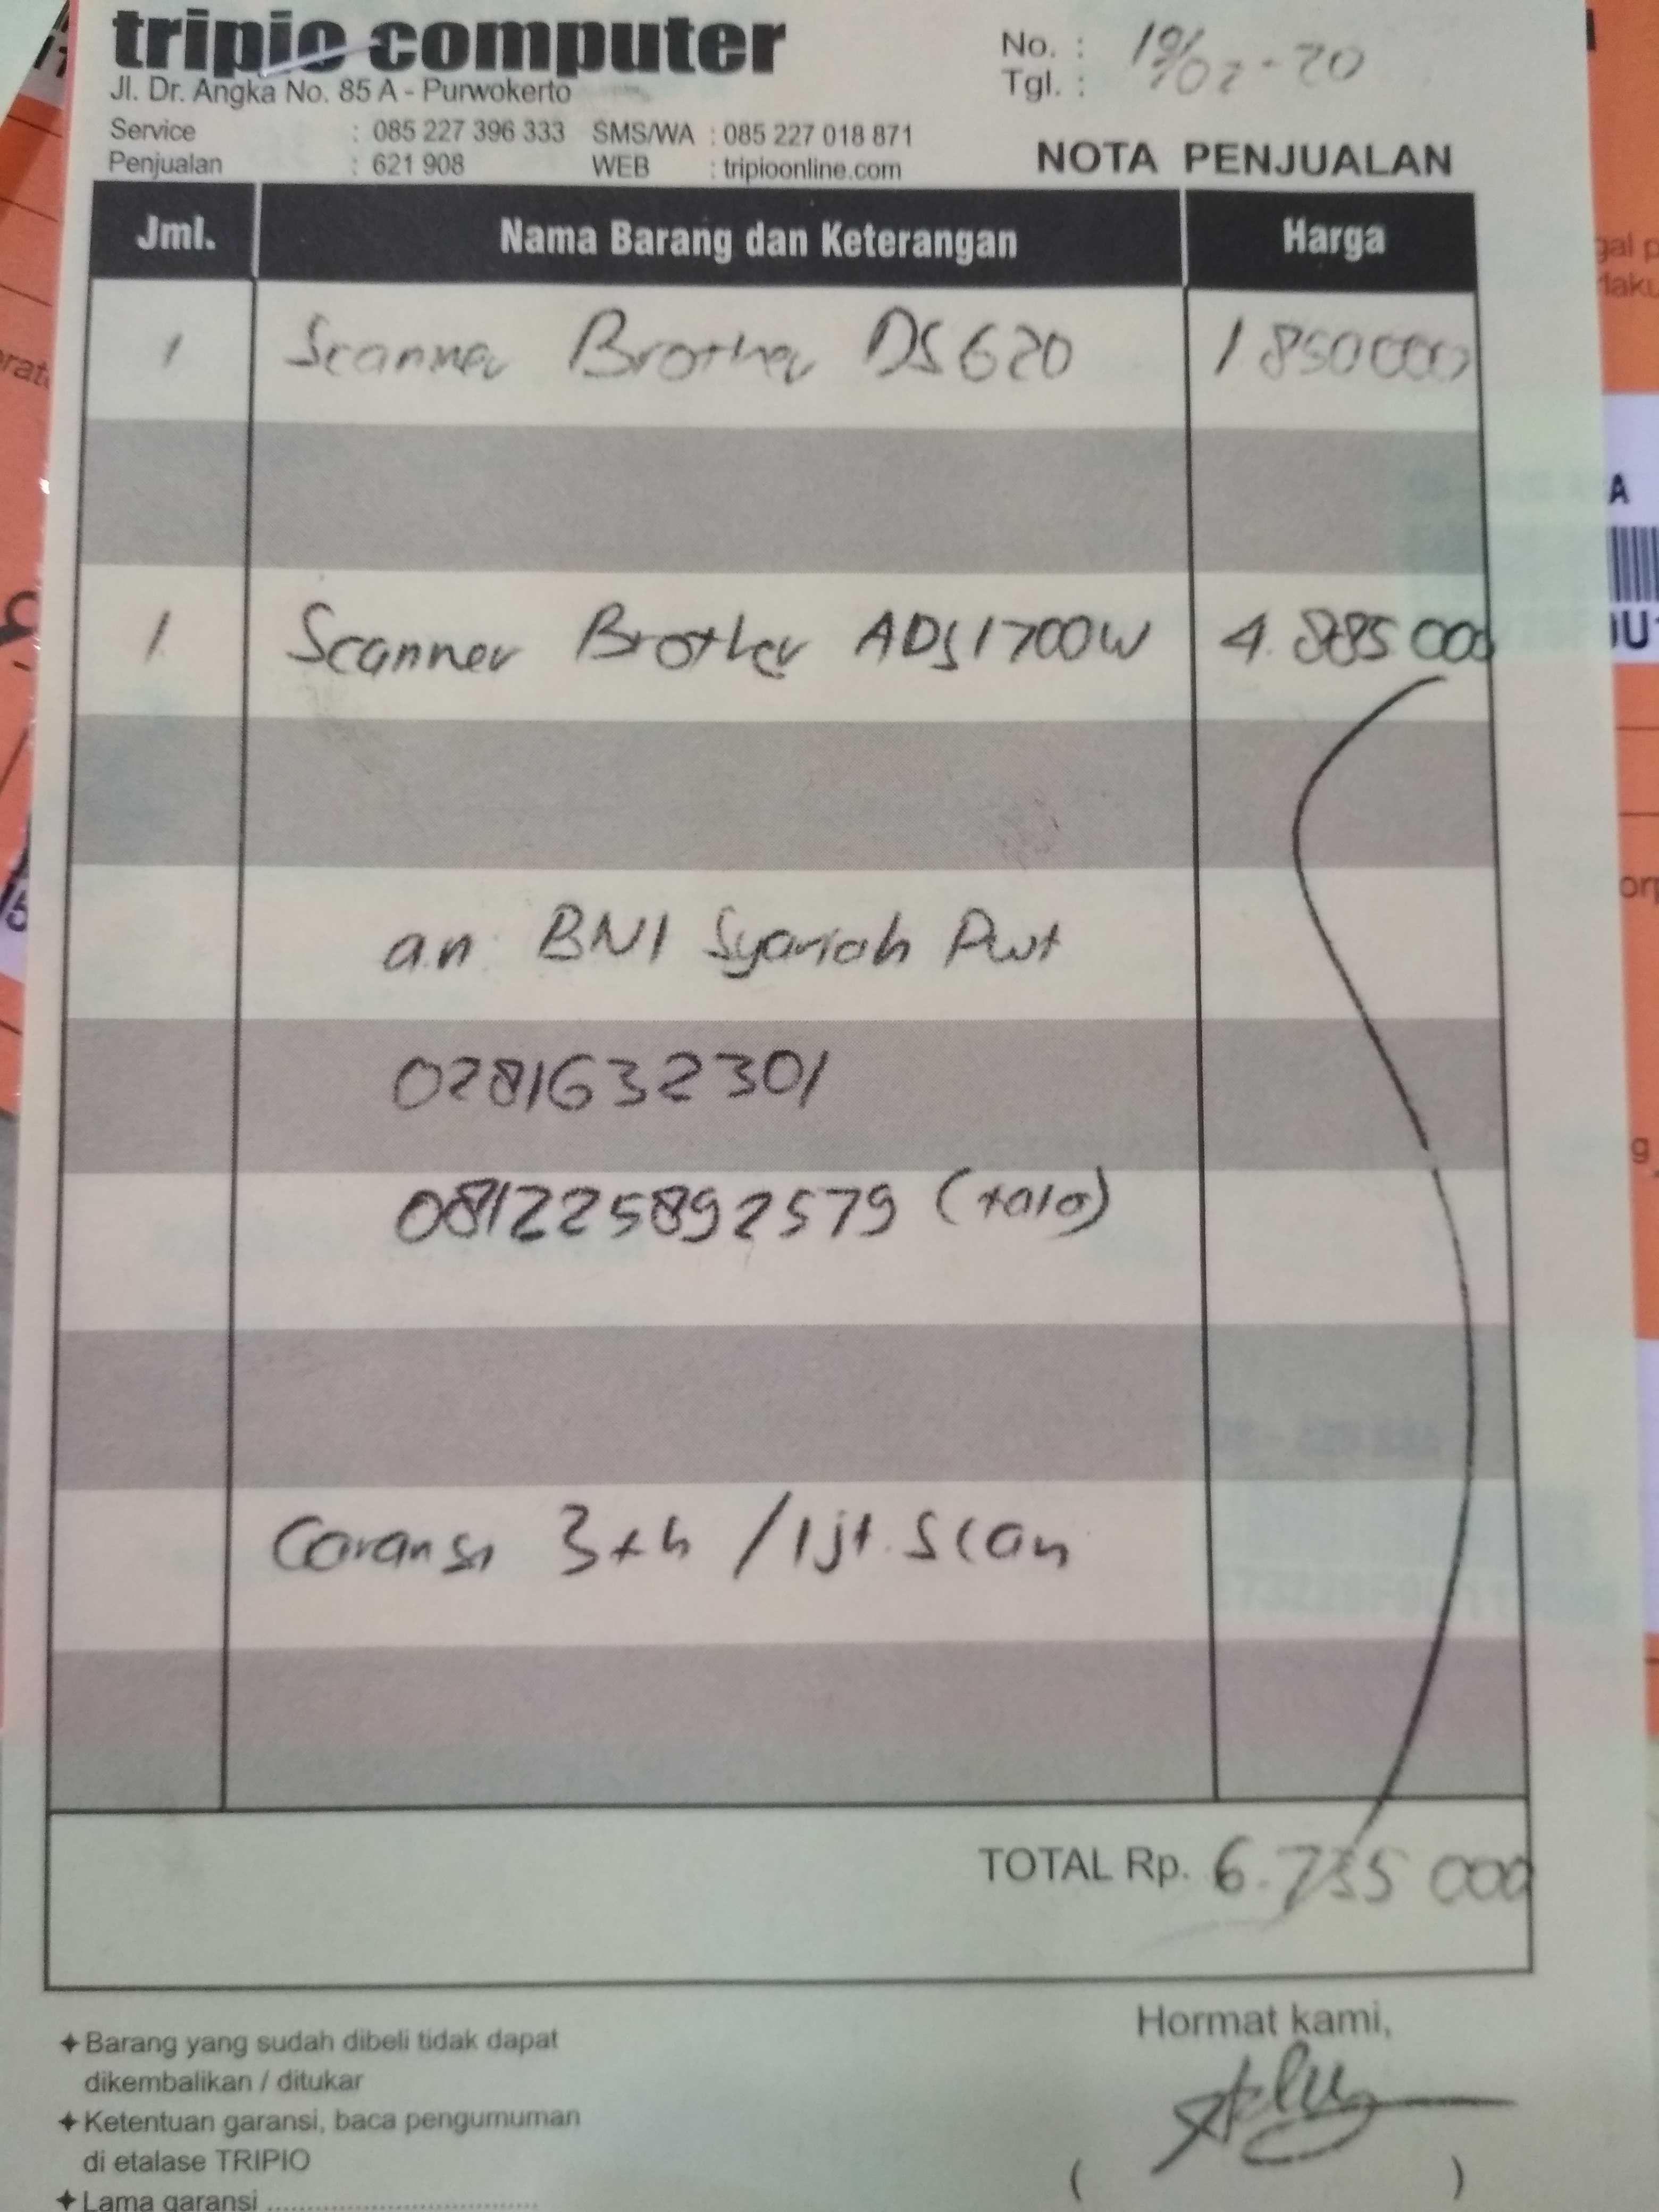 tripio computer
Jl. Dr. Angka No. 85 A - Purwokerto
No. :
Tgl. : 19/02-20
Service : 085 227 396 333 SMS/WA : 085 227 018 871
Penjualan : 621 908 WEB : tripioonline.com
NOTA PENJUALAN
Jml. Nama Barang dan Keterangan Harga
1 Scanner Brother DS620 1850000
1 Scanner Brother ADS1700W 4.885000
a.n. BNI Syariah Pwt
0281632301
081225892579 (tata)
Garansi 3th / 1jt. Scan
TOTAL Rp. 6.735 000
Hormat kami,
( )
✦ Barang yang sudah dibeli tidak dapat
dikembalikan / ditukar
✦ Ketentuan garansi, baca pengumuman
di etalase TRIPIO
✦ Lama garansi ..............................